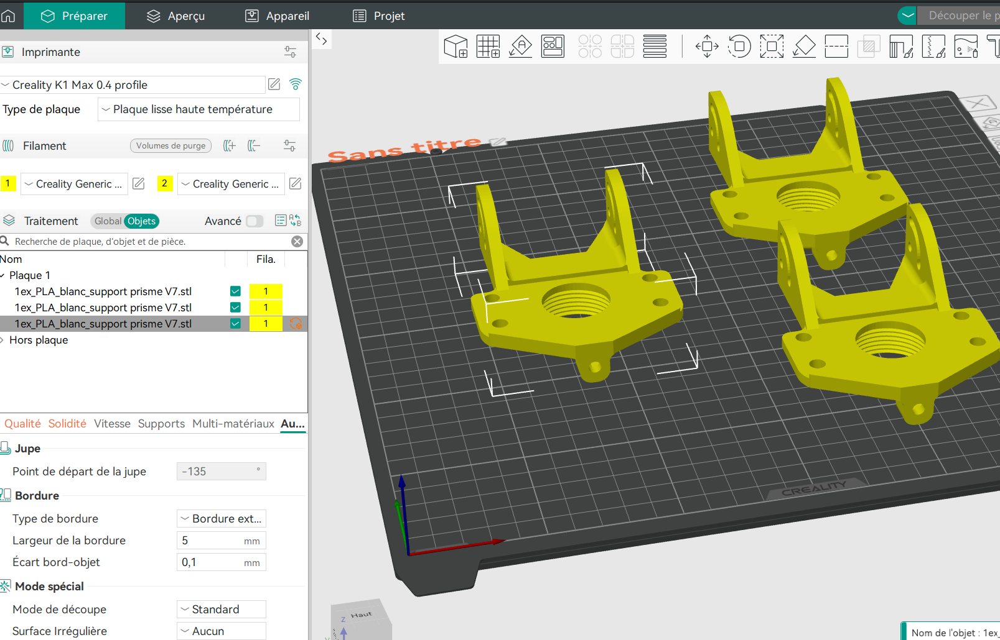 Préparer
Aperçu
Appareil
Projet
Découper le p
Imprimante
Creality K1 Max 0.4 profile
Type de plaque
Plaque lisse haute température
Filament
Volumes de purge
1
Creality Generic ...
2
Creality Generic ...
Traitement
Global
Objets
Avancé
Recherche de plaque, d'objet et de pièce.
Nom
Fila.
Plaque 1
1ex_PLA_blanc_support prisme V7.stl
1
1ex_PLA_blanc_support prisme V7.stl
1
1ex_PLA_blanc_support prisme V7.stl
1
Hors plaque
Qualité
Solidité
Vitesse
Supports
Multi-matériaux
Au...
Jupe
Point de départ de la jupe
-135
°
Bordure
Type de bordure
Bordure ext...
Largeur de la bordure
5
mm
Écart bord-objet
0,1
mm
Mode spécial
Mode de découpe
Standard
Surface Irrégulière
Aucun
Sans titre
CREALITY
Haut
Z
Nom de l'objet : 1ex_